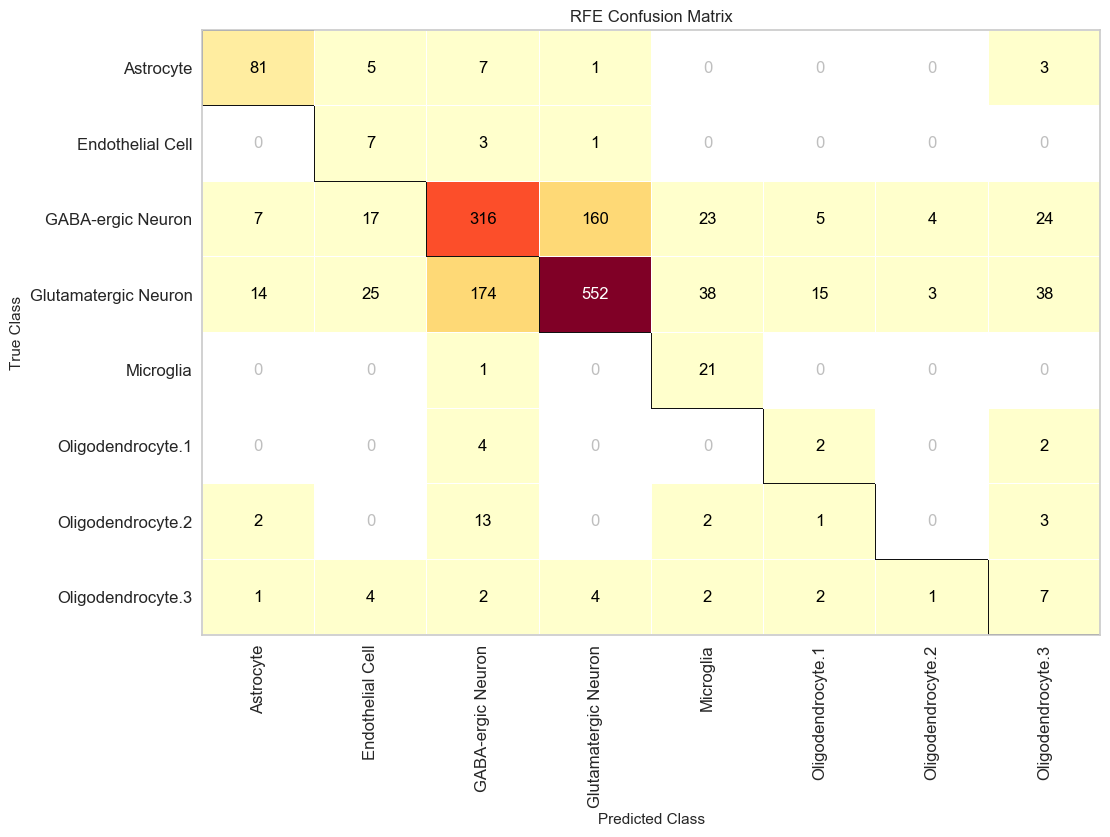 RFE Confusion Matrix
True Class
Astrocyte 81 5 7 1 0 0 0 3
Endothelial Cell 0 7 3 1 0 0 0 0
GABA-ergic Neuron 7 17 316 160 23 5 4 24
Glutamatergic Neuron 14 25 174 552 38 15 3 38
Microglia 0 0 1 0 21 0 0 0
Oligodendrocyte.1 0 0 4 0 0 2 0 2
Oligodendrocyte.2 2 0 13 0 2 1 0 3
Oligodendrocyte.3 1 4 2 4 2 2 1 7
Astrocyte
Endothelial Cell
GABA-ergic Neuron
Glutamatergic Neuron
Microglia
Oligodendrocyte.1
Oligodendrocyte.2
Oligodendrocyte.3
Predicted Class